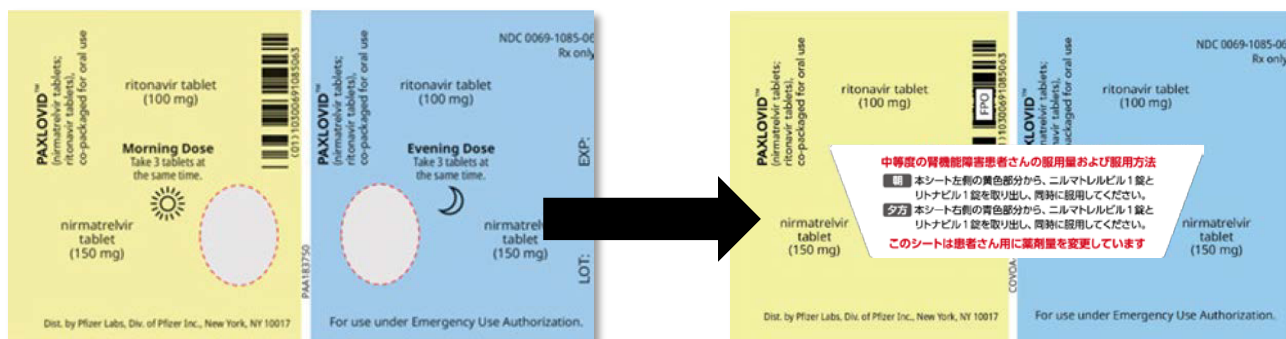 PAXLOVID™
(nirmatrelvir tablets;
ritonavir tablets),
co-packaged for oral use
ritonavir tablet
(100 mg)
(01)10300691085063
Morning Dose
Take 3 tablets at
the same time.
nirmatrelvir
tablet
(150 mg)
Dist. by Pfizer Labs, Div. of Pfizer Inc., New York, NY 10017
PAA183750
PAXLOVID™
(nirmatrelvir tablets;
ritonavir tablets),
co-packaged for oral use
NDC 0069-1085-06
Rx only
ritonavir tablet
(100 mg)
Evening Dose
Take 3 tablets at
the same time.
EXP:
nirmatrelvir
tablet
(150 mg)
LOT:
For use under Emergency Use Authorization.
PAXLOVID™
(nirmatrelvir tablets;
ritonavir tablets),
co-packaged for oral use
ritonavir tablet
(100 mg)
FPO
10300691085063
nirmatrelvir
tablet
(150 mg)
Dist. by Pfizer Labs, Div. of Pfizer Inc., New York, NY 10017
PAXLOVID™
tablets;
tablets),
packaged for oral use
NDC 0069-1085-06
Rx only
ritonavir tablet
(100 mg)
nirmatrelvir
tablet
(150 mg)
For use under Emergency Use Authorization.
中等度の腎機能障害患者さんの服用量および服用方法
朝 本シート左側の黄色部分から、ニルマトレルビル1錠と
リトナビル1錠を取り出し、同時に服用してください。
夕方 本シート右側の青色部分から、ニルマトレルビル1錠と
リトナビル1錠を取り出し、同時に服用してください。
このシートは患者さん用に薬剤量を変更しています